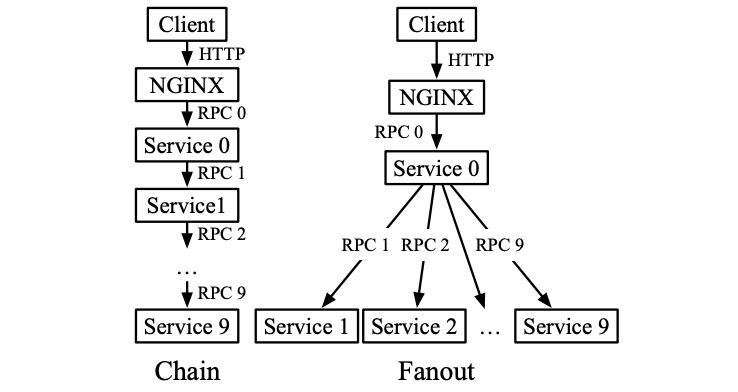 Client
HTTP
NGINX
RPC 0
Service 0
RPC 1
Service1
RPC 2
...
RPC 9
Service 9
Chain
Client
HTTP
NGINX
RPC 0
Service 0
RPC 1
RPC 2
RPC 9
Service 1
Service 2
...
Service 9
Fanout